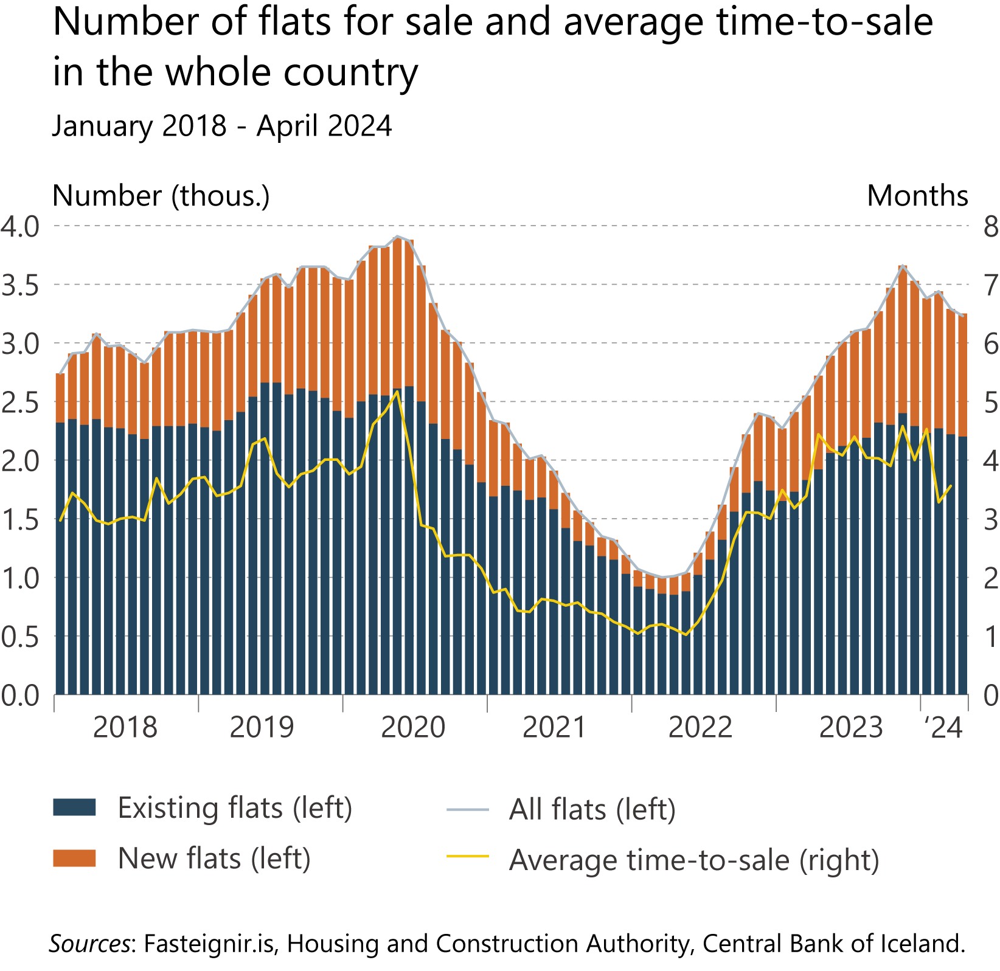 Number of flats for sale and average time-to-sale
in the whole country
January 2018 - April 2024
Number (thous.)
Months
4.0
8
3.5
7
3.0
6
2.5
5
2.0
4
1.5
3
1.0
2
0.5
1
0.0
0
2018
2019
2020
2021
2022
2023
‘24
Existing flats (left)
All flats (left)
New flats (left)
Average time-to-sale (right)
Sources: Fasteignir.is, Housing and Construction Authority, Central Bank of Iceland.